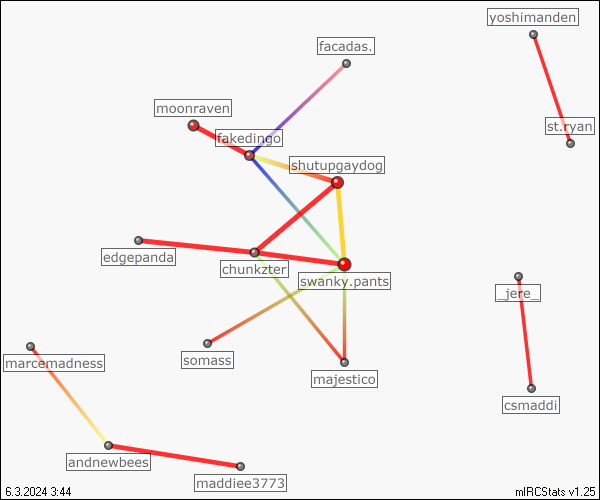 yoshimanden
facadas.
moonraven
st.ryan
fakedingo
shutupgaydog
edgepanda
chunkzter
swanky.pants
_jere_
somass
marcemadness
majestico
csmaddi
andnewbees
maddiee3773
6.3.2024 3:44
mIRCStats v1.25